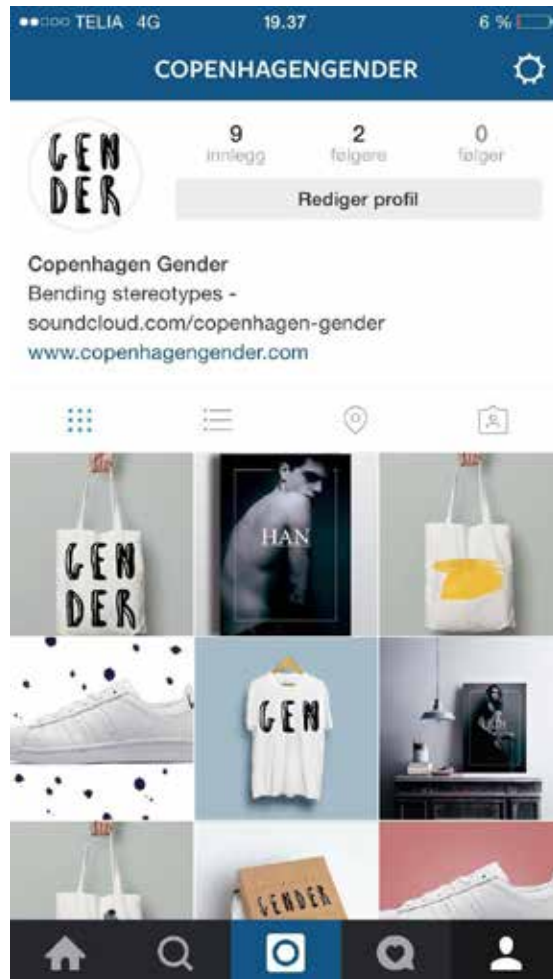 TELIA 4G 19.37 6 %
COPENHAGENGENDER
GEN
DER
9 2 0
innlegg følgere følger
Rediger profil
Copenhagen Gender
Bending stereotypes -
soundcloud.com/copenhagen-gender
www.copenhagengender.com
GEN
DER
HAN
GEN
GENDER